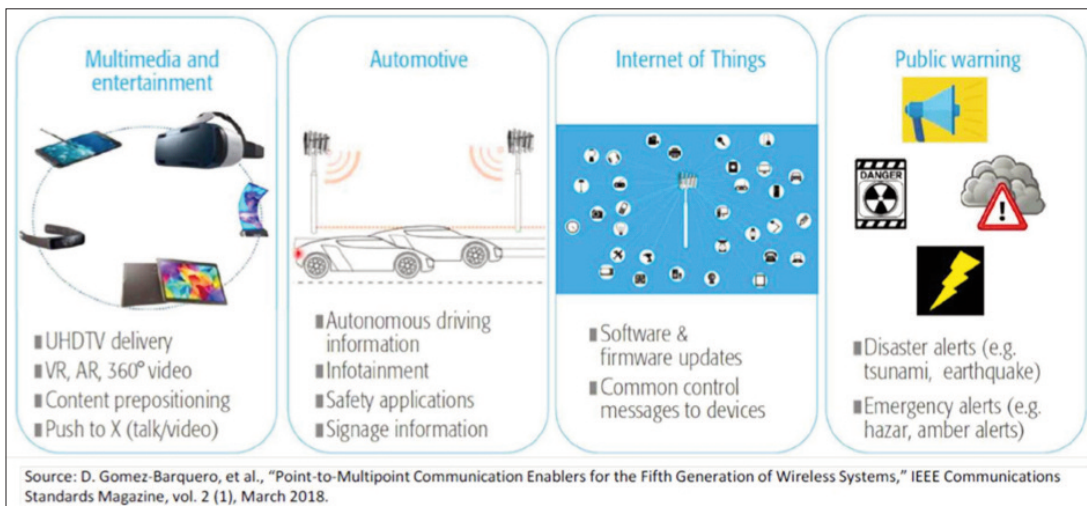 Multimedia and
entertainment
UHDTV delivery
VR, AR, 360° video
Content prepositioning
Push to X (talk/video)
Automotive
Autonomous driving
information
Infotainment
Safety applications
Signage information
Internet of Things
Software &
firmware updates
Common control
messages to devices
Public warning
DANGER
Disaster alerts (e.g.
tsunami, earthquake)
Emergency alerts (e.g.
hazar, amber alerts)
Source: D. Gomez-Barquero, et al., “Point-to-Multipoint Communication Enablers for the Fifth Generation of Wireless Systems,” IEEE Communications
Standards Magazine, vol. 2 (1), March 2018.